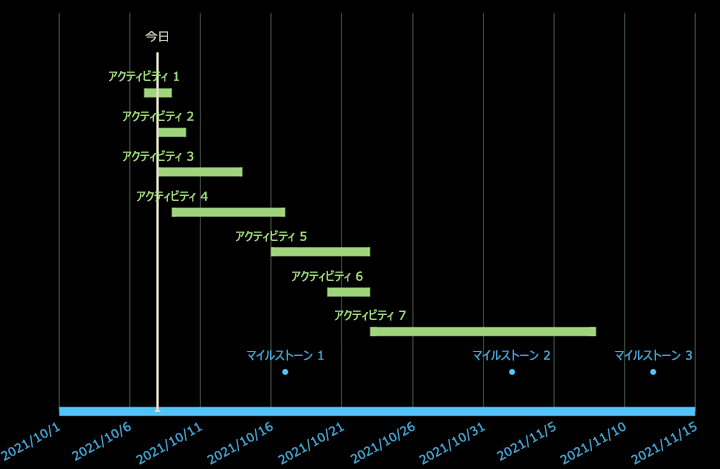 今日
アクティビティ 1
アクティビティ 2
アクティビティ 3
アクティビティ 4
アクティビティ 5
アクティビティ 6
アクティビティ 7
マイルストーン 1
マイルストーン 2
マイルストーン 3
2021/10/1
2021/10/6
2021/10/11
2021/10/16
2021/10/21
2021/10/26
2021/10/31
2021/11/5
2021/11/10
2021/11/15